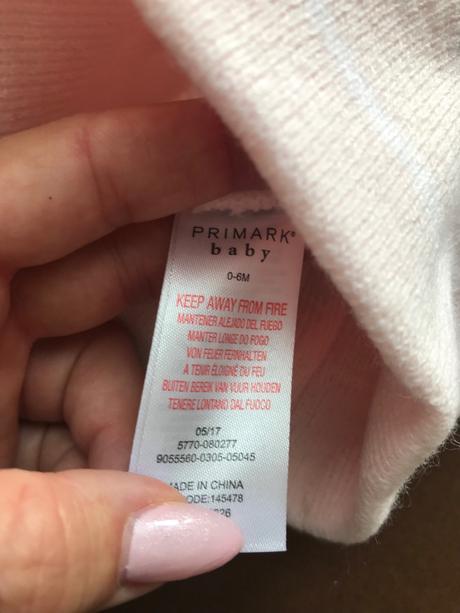 PRIMARK®
baby
0-6M
KEEP AWAY FROM FIRE
MANTENER ALEJADO DEL FUEGO
MANTER LONGE DO FOGO
VON FEUER FERNHALTEN
A TENIR ÉLOIGNÉ DU FEU
BUITEN BEREIK VAN VUUR HOUDEN
TENERE LONTANO DAL FUOCO
05/17
5770-080277
9055560-0305-05045
IN CHINA
:145478